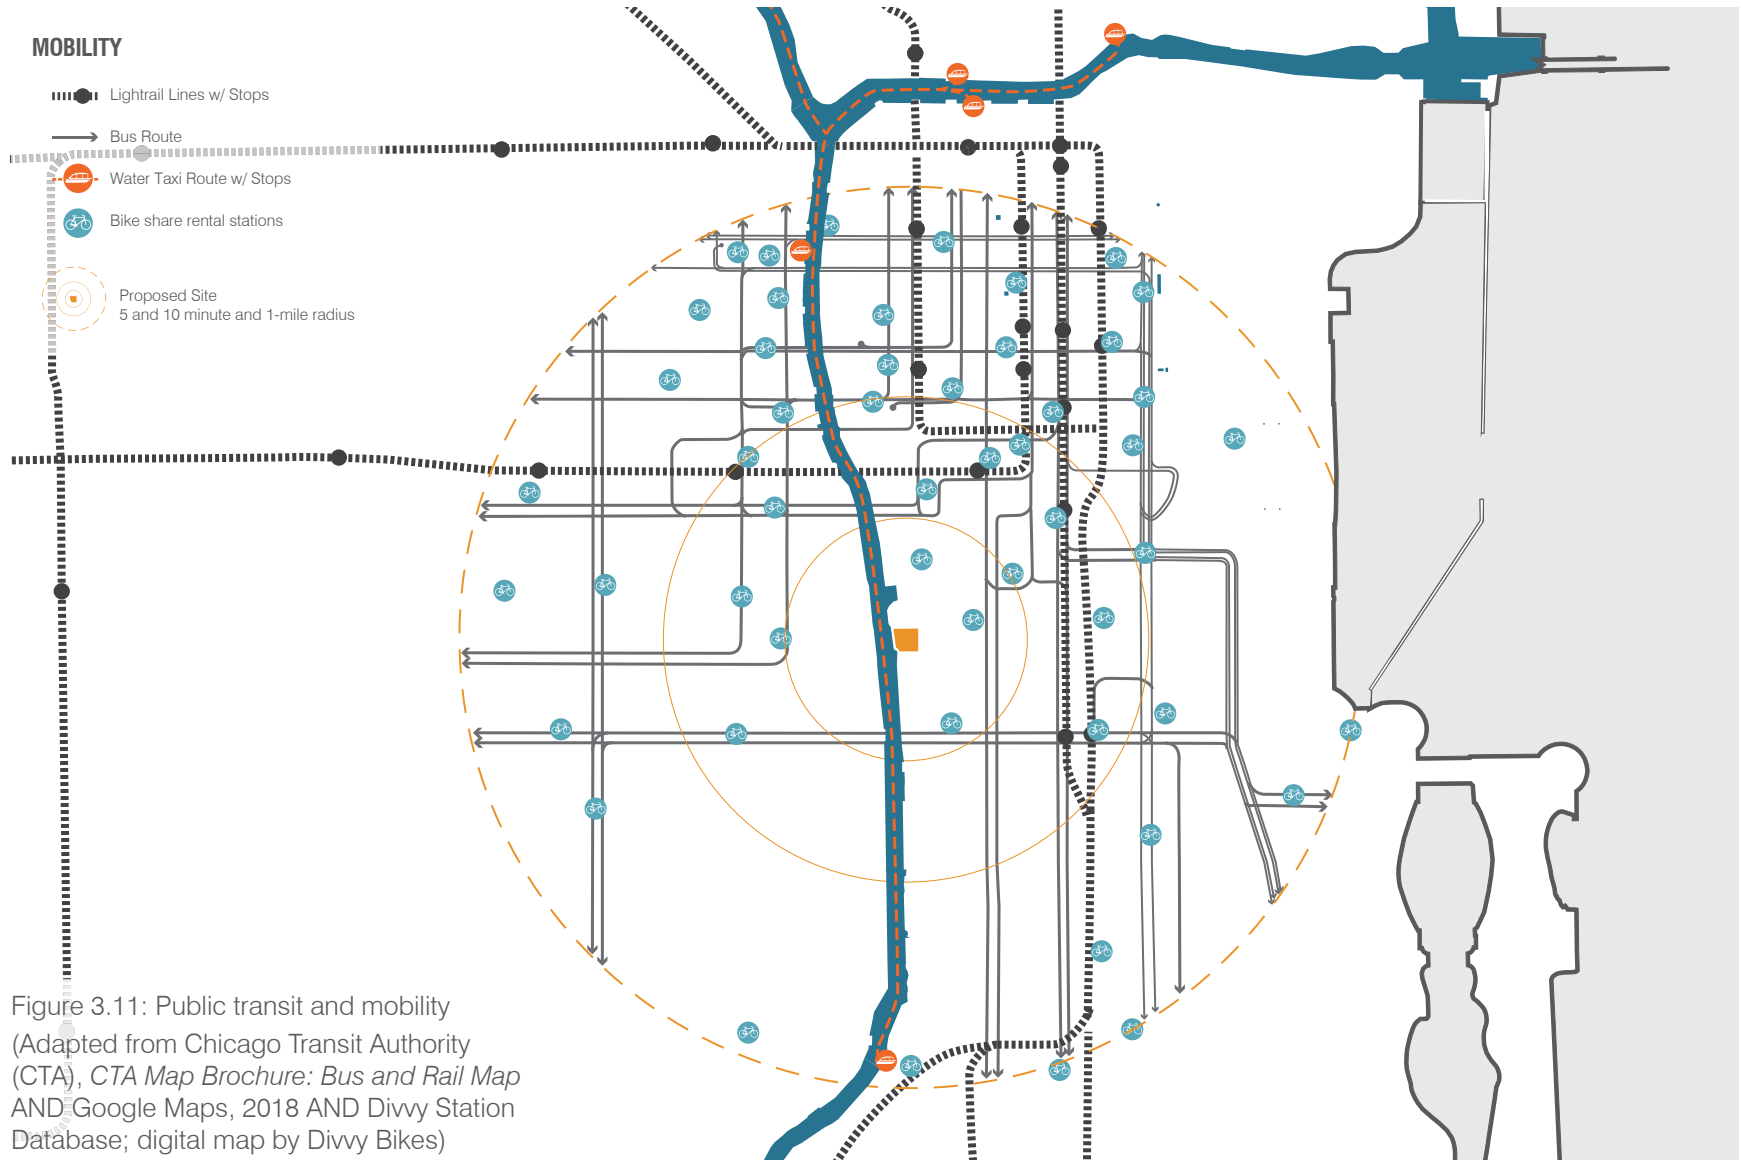 MOBILITY
Lightrail Lines w/ Stops
Bus Route
Water Taxi Route w/ Stops
Bike share rental stations
Proposed Site
5 and 10 minute and 1-mile radius
Figure 3.11: Public transit and mobility
(Adapted from Chicago Transit Authority
(CTA), CTA Map Brochure: Bus and Rail Map
AND Google Maps, 2018 AND Divvy Station
Database; digital map by Divvy Bikes)